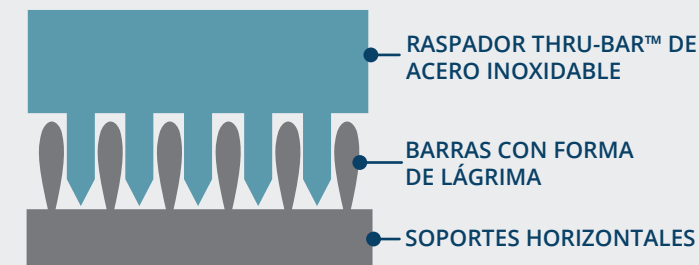 RASPADOR THRU-BAR™ DE
ACERO INOXIDABLE
BARRAS CON FORMA
DE LÁGRIMA
SOPORTES HORIZONTALES